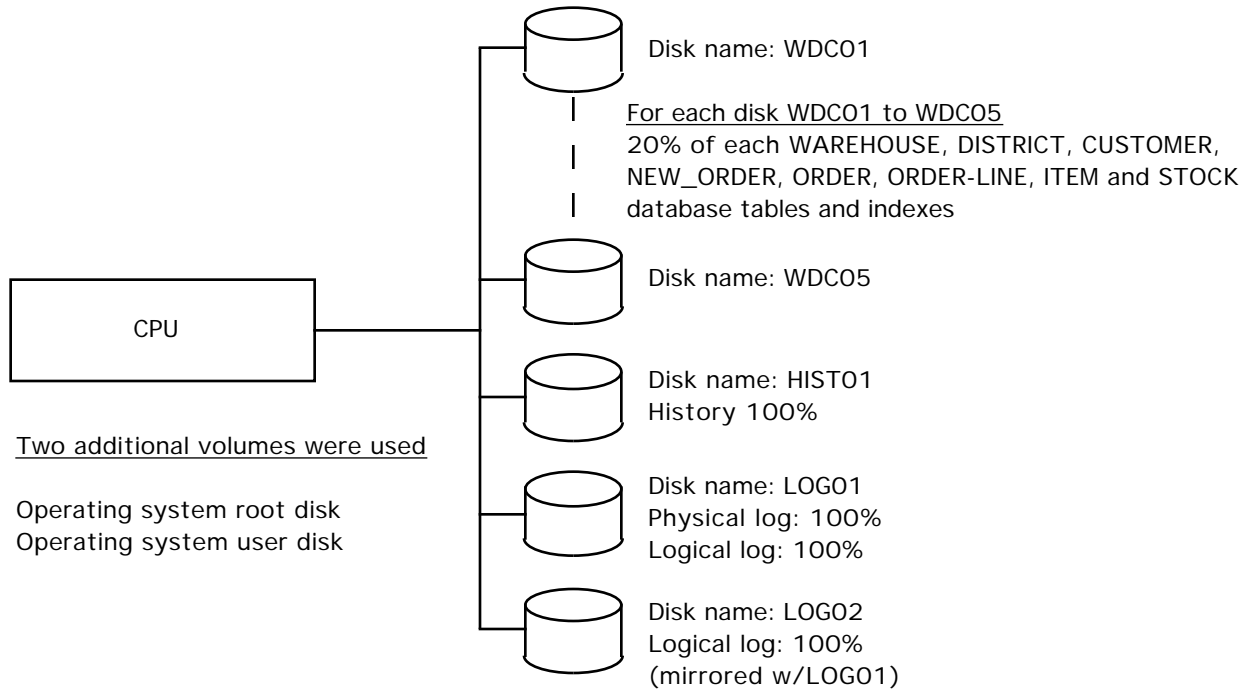 Disk name: WDC01
For each disk WDC01 to WDC05
20% of each WAREHOUSE, DISTRICT, CUSTOMER,
NEW_ORDER, ORDER, ORDER-LINE, ITEM and STOCK
database tables and indexes
Disk name: WDC05
CPU
Disk name: HIST01
History 100%
Two additional volumes were used
Operating system root disk
Operating system user disk
Disk name: LOG01
Physical log: 100%
Logical log: 100%
Disk name: LOG02
Logical log: 100%
(mirrored w/LOG01)